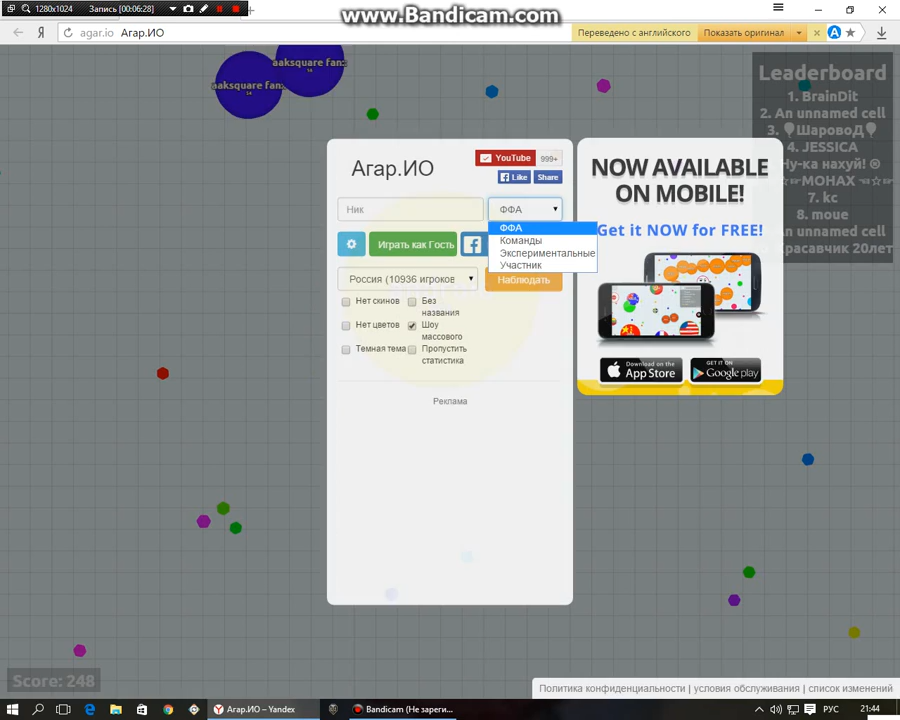 1280x1024 Запись [00:06:28]
www.Bandicam.com
Я agar.io Агар.ИО Переведено с английского Показать оригинал
aaksquare fan:
aaksquare fan:
Leaderboard
1. BrainDit
2. An unnamed cell
3. ШаровоД
4. JESSICA
Ну-ка нахуй! ®
МОНАХ
7. kc
8. moue
An unnamed cell
Красавчик 20лет
Агар.ИО
YouTube 999+
Like Share
Ник
ФФА
ФФА
Команды
Экспериментальные
Участник
Играть как Гость
Россия (10936 игроков
Наблюдать
Нет скинов
Без названия
Нет цветов
Шоу массового
Темная тема
Пропустить статистика
Реклама
NOW AVAILABLE
ON MOBILE!
Get it NOW for FREE!
Download on the
App Store
GET IT ON
Google play
Score: 248
Политика конфиденциальности | условия обслуживания | список изменений
Агар.ИО – Yandex
Bandicam (Не зареги...
РУС
21:44